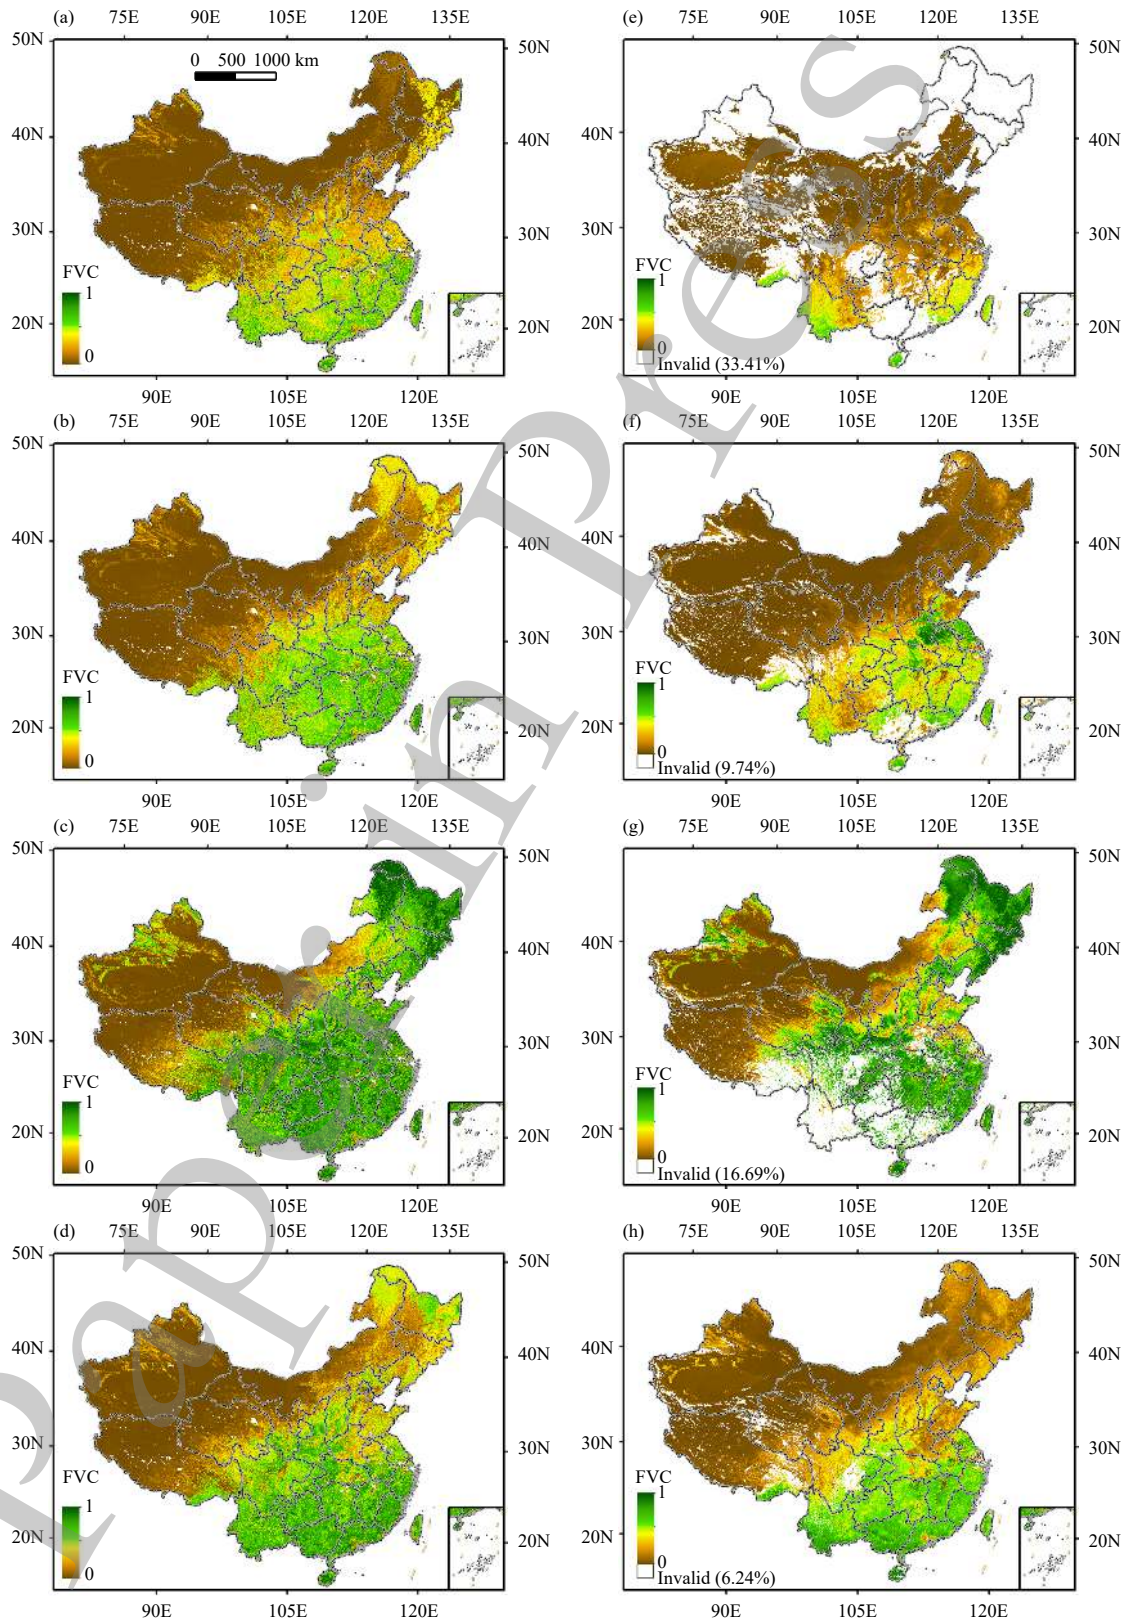 (a) 75E 90E 105E 120E 135E
50N
0 500 1000 km
50N
40N
40N
30N
30N
FVC
1
20N
20N
0
90E 105E 120E
(e) 75E 90E 105E 120E 135E
50N
40N
40N
30N
30N
FVC
1
20N
20N
0
Invalid (33.41%)
90E 105E 120E
(b) 75E 90E 105E 120E 135E
50N
50N
40N
40N
30N
30N
FVC
1
20N
20N
0
90E 105E 120E
(f) 75E 90E 105E 120E 135E
50N
40N
40N
30N
30N
FVC
1
20N
20N
0
Invalid (9.74%)
90E 105E 120E
(c) 75E 90E 105E 120E 135E
50N
50N
40N
40N
30N
30N
FVC
1
20N
20N
0
90E 105E 120E
(g) 75E 90E 105E 120E 135E
50N
40N
40N
30N
30N
FVC
1
20N
20N
0
Invalid (16.69%)
90E 105E 120E
(d) 75E 90E 105E 120E 135E
50N
50N
40N
40N
30N
30N
FVC
1
20N
20N
0
90E 105E 120E
(h) 75E 90E 105E 120E 135E
50N
40N
40N
30N
30N
FVC
1
20N
20N
0
Invalid (6.24%)
90E 105E 120E
Paper in Press